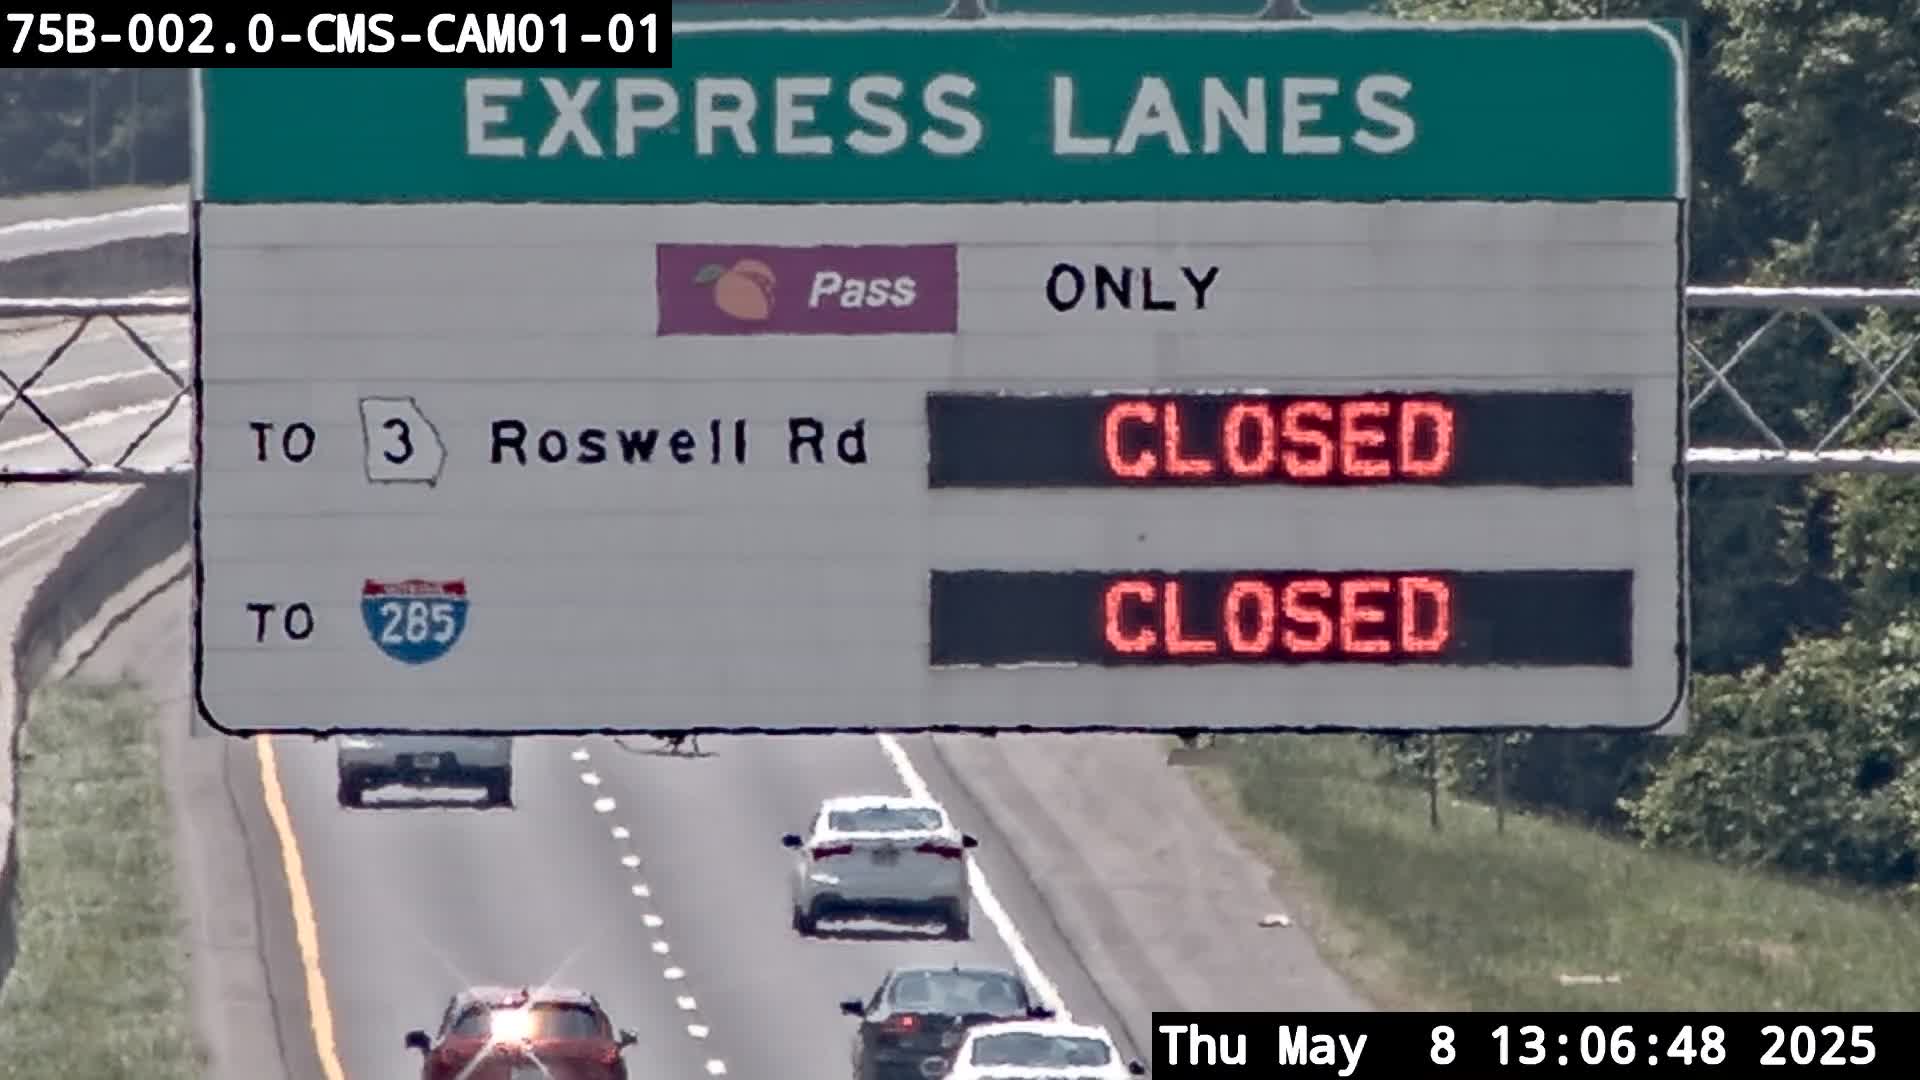 75B-002.0-CMS-CAM01-01
EXPRESS LANES
Pass ONLY
TO 3 Roswell Rd CLOSED
TO 285 CLOSED
Thu May 8 13:06:48 2025